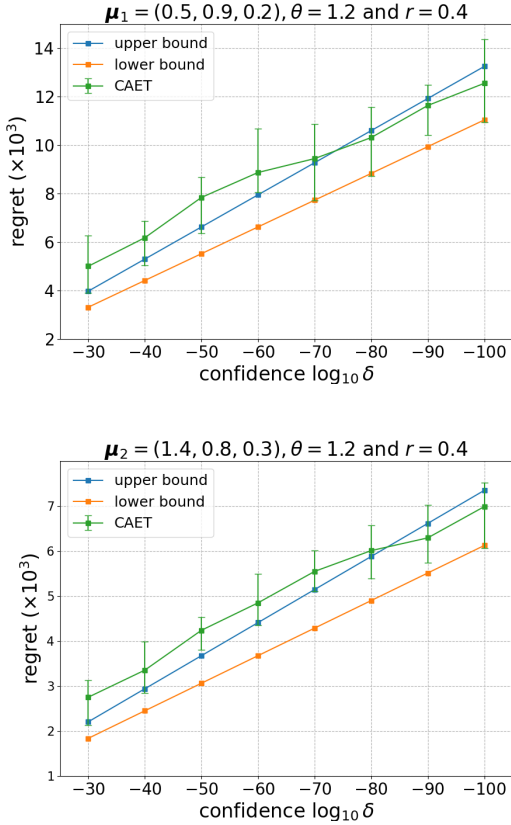 μ₁ = (0.5, 0.9, 0.2), θ = 1.2 and r = 0.4
upper bound
lower bound
CAET
regret (×10³)
14
12
10
8
6
4
2
−30 −40 −50 −60 −70 −80 −90 −100
confidence log₁₀ δ
μ₂ = (1.4, 0.8, 0.3), θ = 1.2 and r = 0.4
upper bound
lower bound
CAET
regret (×10³)
7
6
5
4
3
2
1
−30 −40 −50 −60 −70 −80 −90 −100
confidence log₁₀ δ